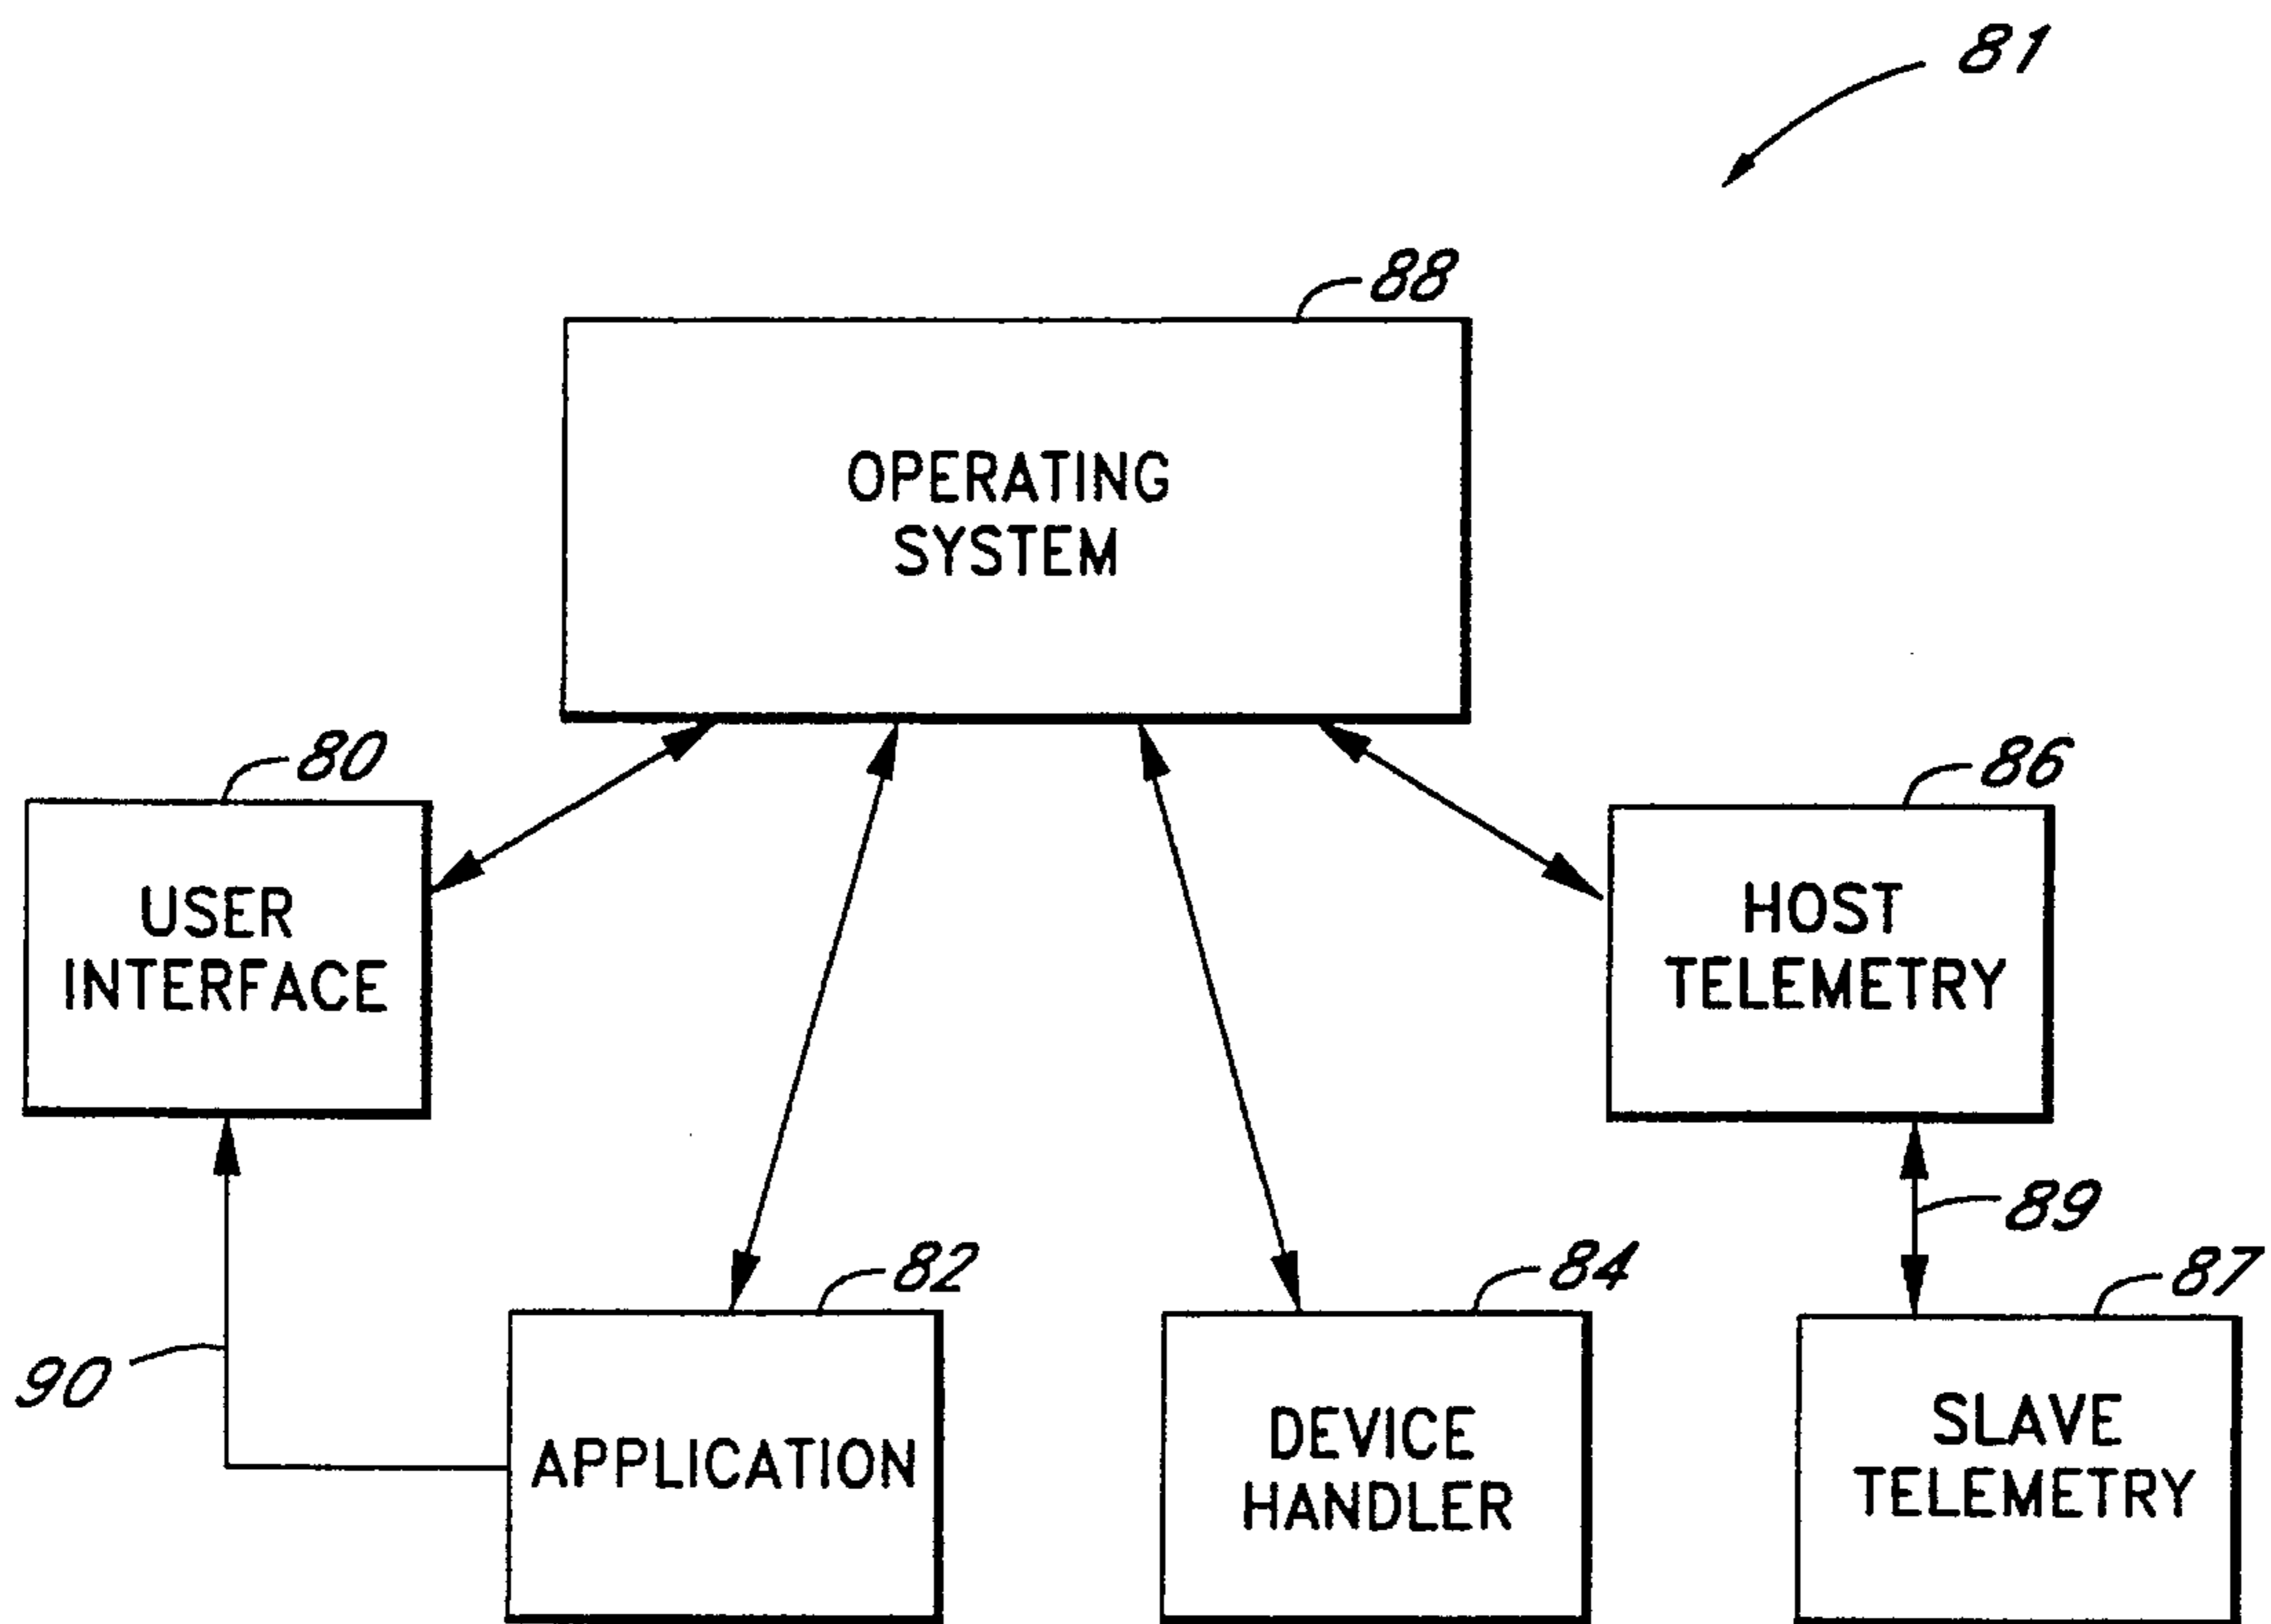 81
88
OPERATING
SYSTEM
80
86
USER
INTERFACE
HOST
TELEMETRY
89
82
84
87
90
APPLICATION
DEVICE
HANDLER
SLAVE
TELEMETRY